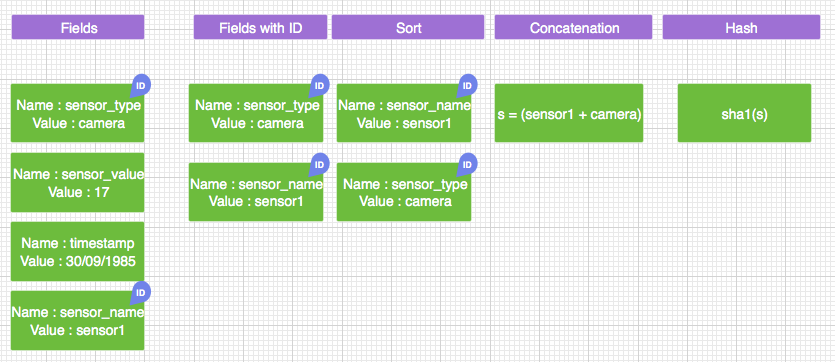 Fields
Fields with ID
Sort
Concatenation
Hash
ID
Name : sensor_type
Value : camera
Name : sensor_value
Value : 17
Name : timestamp
Value : 30/09/1985
ID
Name : sensor_name
Value : sensor1
ID
Name : sensor_type
Value : camera
ID
Name : sensor_name
Value : sensor1
ID
Name : sensor_name
Value : sensor1
ID
Name : sensor_type
Value : camera
s = (sensor1 + camera)
sha1(s)